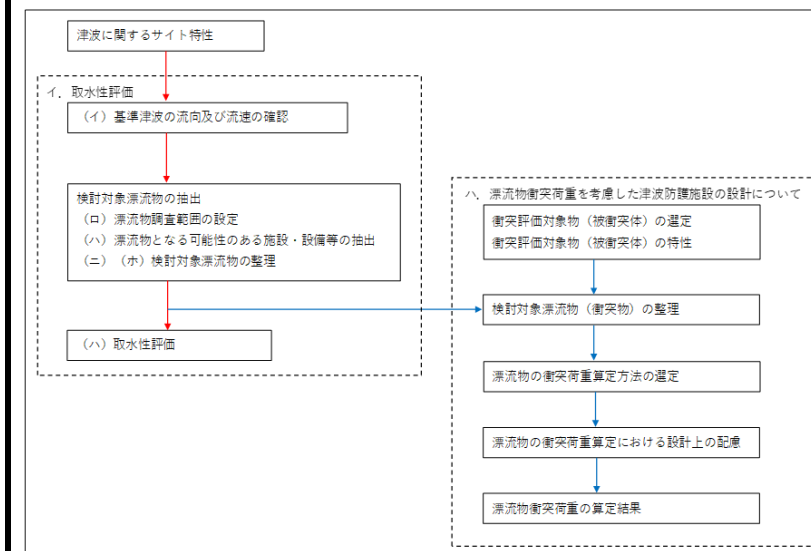 津波に関するサイト特性
イ．取水性評価
（イ）基準津波の流向及び流速の確認
検討対象漂流物の抽出
（ロ）漂流物調査範囲の設定
（ハ）漂流物となる可能性のある施設・設備等の抽出
（ニ）（ホ）検討対象漂流物の整理
（ハ）取水性評価
ハ．漂流物衝突荷重を考慮した津波防護施設の設計について
衝突評価対象物（被衝突体）の選定
衝突評価対象物（被衝突体）の特性
検討対象漂流物（衝突物）の整理
漂流物の衝突荷重算定方法の選定
漂流物の衝突荷重算定における設計上の配慮
漂流物衝突荷重の算定結果